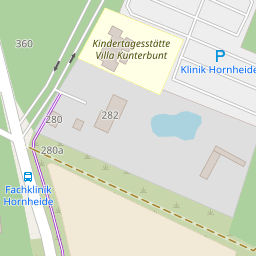 360
Kindertagesstätte
Villa Kunterbunt
P
Klinik Hornheide
280
282
280a
Fachklinik
Hornheide